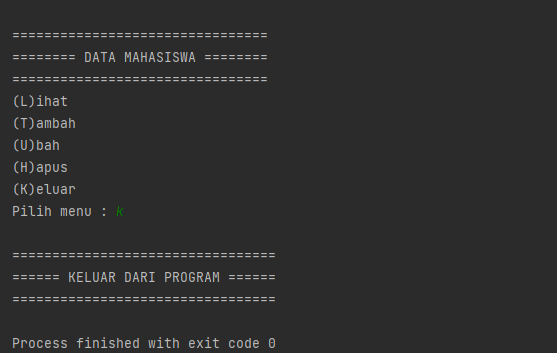 ================================
======== DATA MAHASISWA ========
================================
(L)ihat
(T)ambah
(U)bah
(H)apus
(K)eluar
Pilih menu : k
=================================
====== KELUAR DARI PROGRAM ======
=================================
Process finished with exit code 0